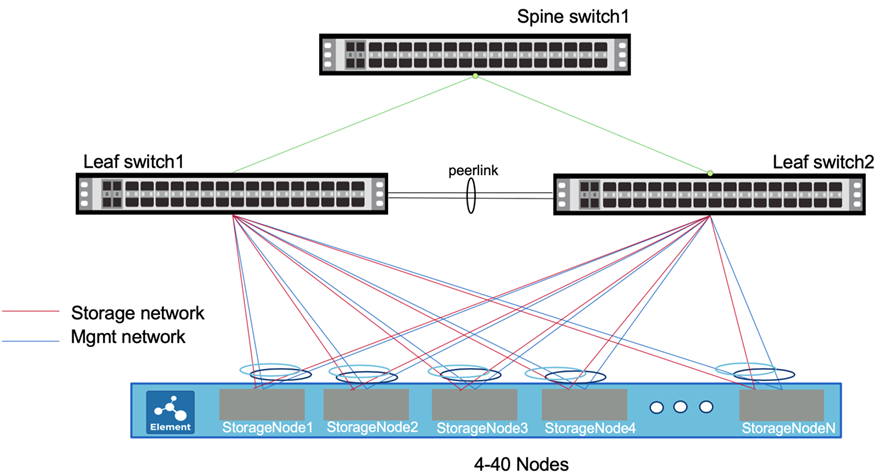 Spine switch1
Leaf switch1
peerlink
Leaf switch2
Storage network
Mgmt network
Element
StorageNode1
StorageNode2
StorageNode3
StorageNode4
StorageNodeN
4-40 Nodes